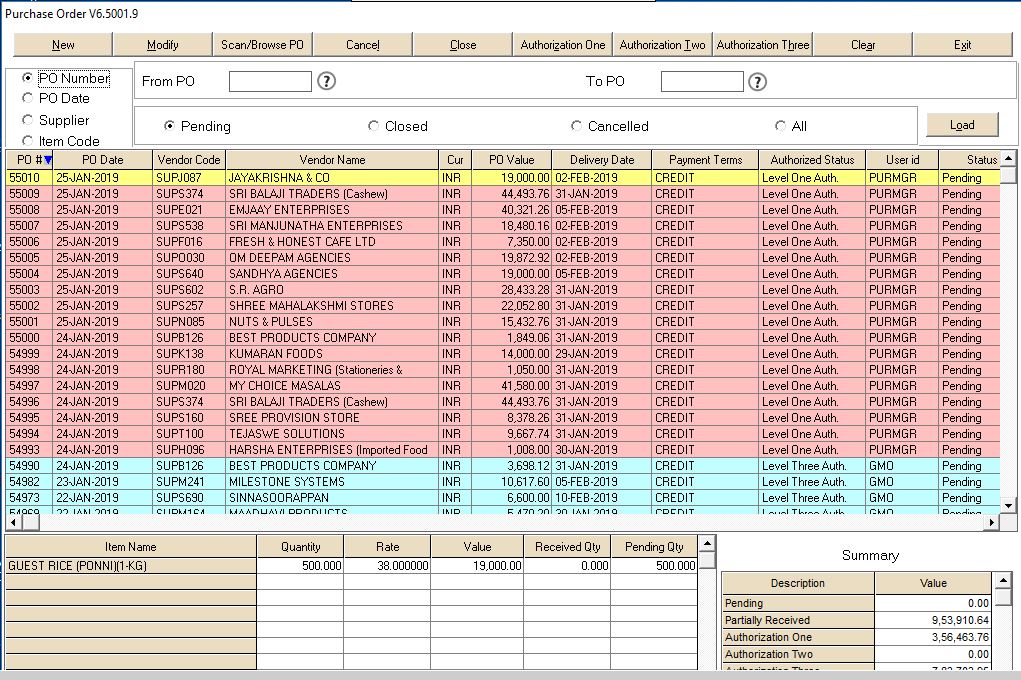 Purchase Order V6.5001.9
New Modify Scan/Browse PO Cancel Close Authorization One Authorization Two Authorization Three Clear Exit
PO Number From PO ? To PO ?
PO Date
Supplier Pending Closed Cancelled All Load
Item Code
PO # PO Date Vendor Code Vendor Name Cur PO Value Delivery Date Payment Terms Authorized Status User id Status
55010 25-JAN-2019 SUPJ087 JAYAKRISHNA & CO INR 19,000.00 02-FEB-2019 CREDIT Level One Auth. PURMGR Pending
55009 25-JAN-2019 SUPS374 SRI BALAJI TRADERS (Cashew) INR 44,493.76 31-JAN-2019 CREDIT Level One Auth. PURMGR Pending
55008 25-JAN-2019 SUPE021 EMJAAY ENTERPRISES INR 40,321.26 05-FEB-2019 CREDIT Level One Auth. PURMGR Pending
55007 25-JAN-2019 SUPS538 SRI MANJUNATHA ENTERPRISES INR 18,480.16 02-FEB-2019 CREDIT Level One Auth. PURMGR Pending
55006 25-JAN-2019 SUPF016 FRESH & HONEST CAFE LTD INR 7,350.00 02-FEB-2019 CREDIT Level One Auth. PURMGR Pending
55005 25-JAN-2019 SUPO030 OM DEEPAM AGENCIES INR 19,872.92 02-FEB-2019 CREDIT Level One Auth. PURMGR Pending
55004 25-JAN-2019 SUPS640 SANDHYA AGENCIES INR 19,000.00 05-FEB-2019 CREDIT Level One Auth. PURMGR Pending
55003 25-JAN-2019 SUPS602 S.R. AGRO INR 28,433.28 31-JAN-2019 CREDIT Level One Auth. PURMGR Pending
55002 25-JAN-2019 SUPS257 SHREE MAHALAKSHMI STORES INR 22,052.80 31-JAN-2019 CREDIT Level One Auth. PURMGR Pending
55001 25-JAN-2019 SUPN085 NUTS & PULSES INR 15,432.76 31-JAN-2019 CREDIT Level One Auth. PURMGR Pending
55000 24-JAN-2019 SUPB126 BEST PRODUCTS COMPANY INR 1,849.06 31-JAN-2019 CREDIT Level One Auth. PURMGR Pending
54999 24-JAN-2019 SUPK138 KUMARAN FOODS INR 14,000.00 29-JAN-2019 CREDIT Level One Auth. PURMGR Pending
54998 24-JAN-2019 SUPR180 ROYAL MARKETING (Stationeries & INR 1,050.00 31-JAN-2019 CREDIT Level One Auth. PURMGR Pending
54997 24-JAN-2019 SUPM020 MY CHOICE MASALAS INR 41,580.00 31-JAN-2019 CREDIT Level One Auth. PURMGR Pending
54996 24-JAN-2019 SUPS374 SRI BALAJI TRADERS (Cashew) INR 44,493.76 31-JAN-2019 CREDIT Level One Auth. PURMGR Pending
54995 24-JAN-2019 SUPS160 SREE PROVISION STORE INR 8,378.26 31-JAN-2019 CREDIT Level One Auth. PURMGR Pending
54994 24-JAN-2019 SUPT100 TEJASWE SOLUTIONS INR 9,667.74 31-JAN-2019 CREDIT Level One Auth. PURMGR Pending
54993 24-JAN-2019 SUPH096 HARSHA ENTERPRISES (Imported Food INR 1,008.00 30-JAN-2019 CREDIT Level One Auth. PURMGR Pending
54990 24-JAN-2019 SUPB126 BEST PRODUCTS COMPANY INR 3,698.12 31-JAN-2019 CREDIT Level Three Auth. GMO Pending
54982 23-JAN-2019 SUPM241 MILESTONE SYSTEMS INR 10,617.60 05-FEB-2019 CREDIT Level Three Auth. GMO Pending
54973 22-JAN-2019 SUPS690 SINNASOORAPPAN INR 6,600.00 10-FEB-2019 CREDIT Level Three Auth. GMO Pending
54969 22-JAN-2019 SUPM164 MAADHAVI PRODUCTS INR 5,470.20 30-JAN-2019 CREDIT Level Three Auth. GMO Pending
Item Name Quantity Rate Value Received Qty Pending Qty
GUEST RICE (PONNI)(1-KG) 500.000 38.000000 19,000.00 0.000 500.000
Summary
Description Value
Pending 0.00
Partially Received 9,53,910.64
Authorization One 3,56,463.76
Authorization Two 0.00
Authorization Three